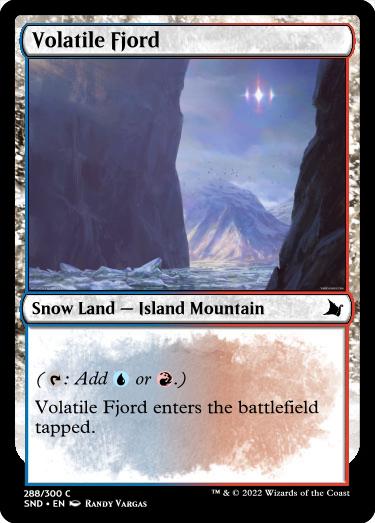 Volatile Fjord
Snow Land — Island Mountain
( : Add  or .)
Volatile Fjord enters the battlefield
tapped.
288/300 C
SND • EN RANDY VARGAS
™ & © 2022 Wizards of the Coast